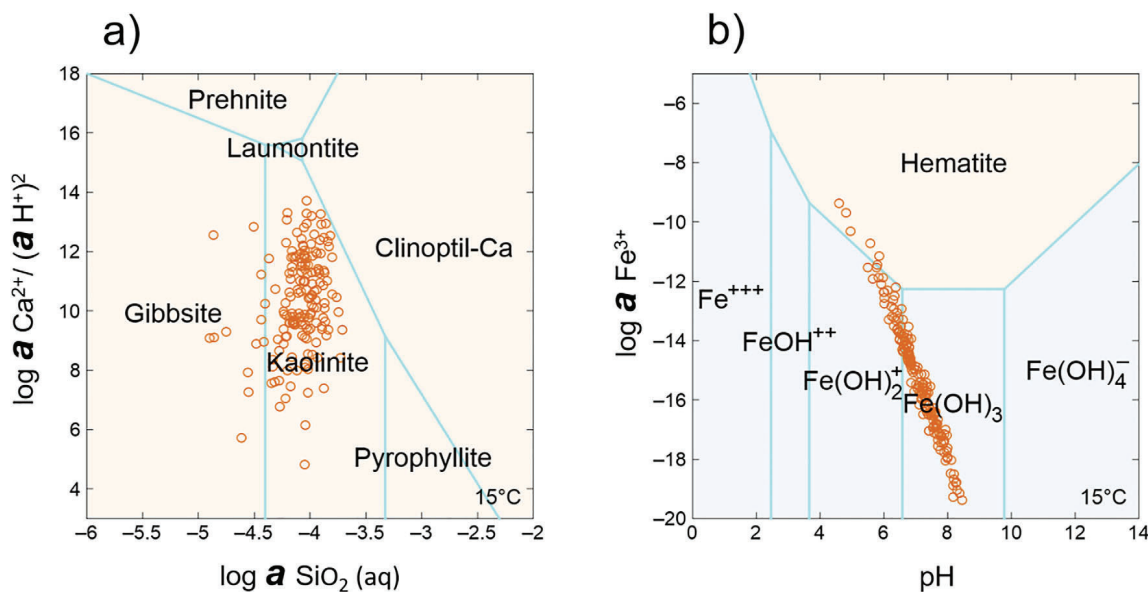 a)
18
16
14
12
10
8
6
4
log a Ca²⁺/ (a H⁺)²
Prehnite
Laumontite
Clinoptil-Ca
Gibbsite
Kaolinite
Pyrophyllite
15°C
–6 –5.5 –5 –4.5 –4 –3.5 –3 –2.5 –2
log a SiO₂ (aq)
b)
–6
–8
–10
–12
–14
–16
–18
–20
log a Fe³⁺
Hematite
Fe⁺⁺⁺
FeOH⁺⁺
Fe(OH)₂⁺
Fe(OH)₃
Fe(OH)₄⁻
15°C
0 2 4 6 8 10 12 14
pH